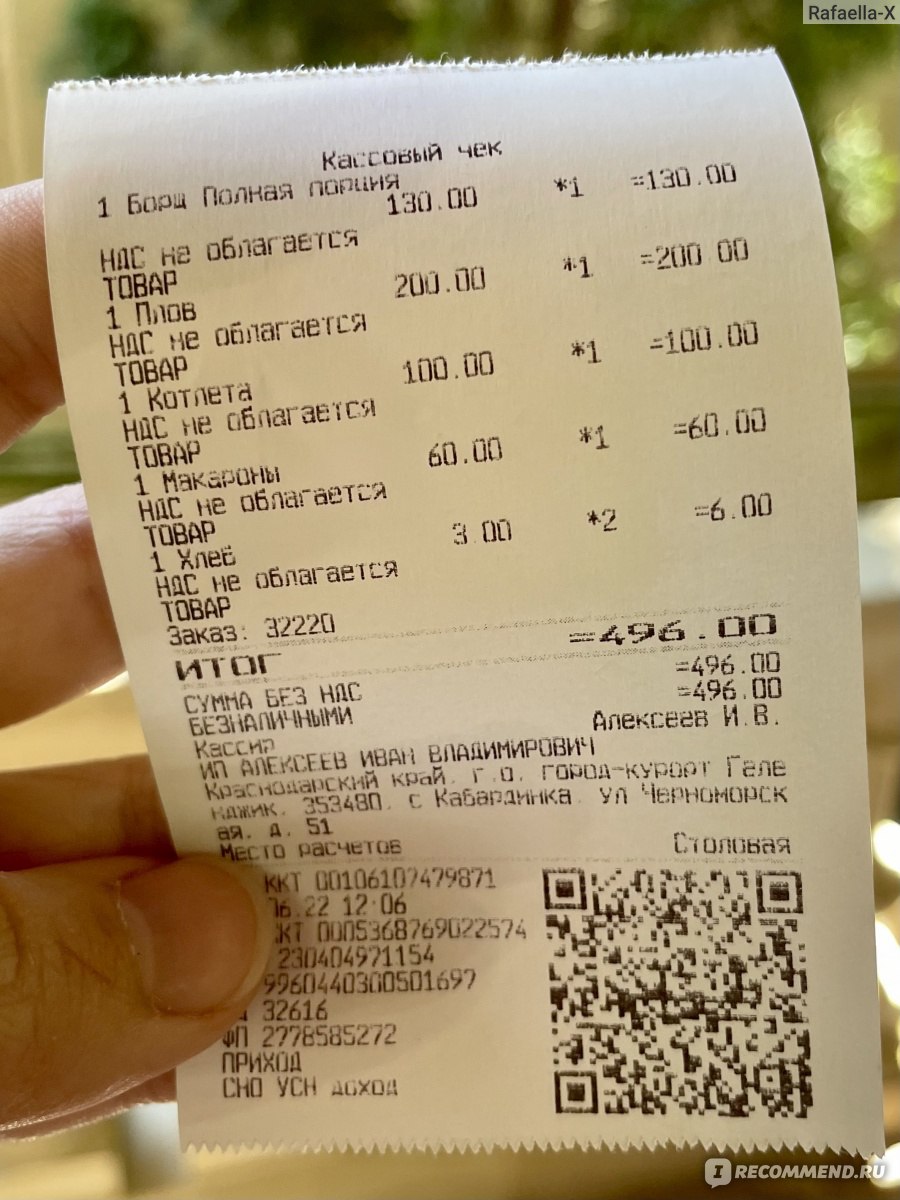 Rafaella-X
Кассовый чек
1 Борщ Полная порция
130.00 *1 =130.00
НДС не облагается
ТОВАР
1 Плов 200.00 *1 =200 00
НДС не облагается
ТОВАР
1 Котлета 100.00 *1 =100.00
НДС не облагается
ТОВАР
1 Макароны 60.00 *1 =60.00
НДС не облагается
ТОВАР
1 Хлеб 3.00 *2 =6.00
НДС не облагается
ТОВАР
Заказ: 32220
ИТОГ =496.00
СУММА БЕЗ НДС =496.00
БЕЗНАЛИЧНЫМИ =496.00
Кассир Алексеев И.В.
ИП АЛЕКСЕЕВ ИВАН ВЛАДИМИРОВИЧ
Краснодарский край, г.о. город-курорт Геле
нджик, 353480, с Кабардинка, ул Черноморск
ая, д. 51
Место расчетов Столовая
ККТ 00106107479871
06.22 12:06
ККТ 0005368769022574
230404971154
9960440300501697
32616
ФП 2778585272
ПРИХОД
СНО УСН доход
IRECOMMEND.RU